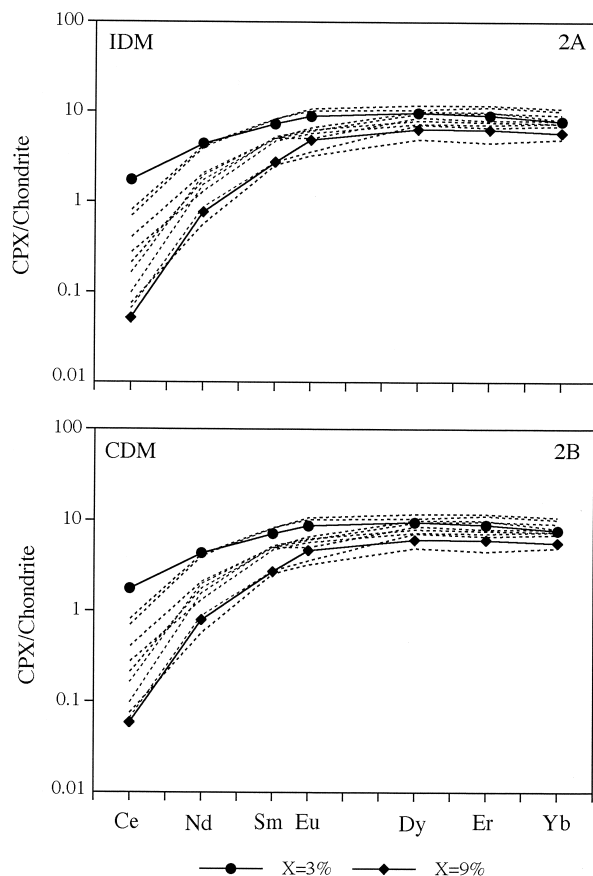 100
IDM 2A
10
CPX/Chondrite
1
0.1
0.01
100
CDM 2B
10
CPX/Chondrite
1
0.1
0.01
Ce Nd Sm Eu Dy Er Yb
X=3% X=9%